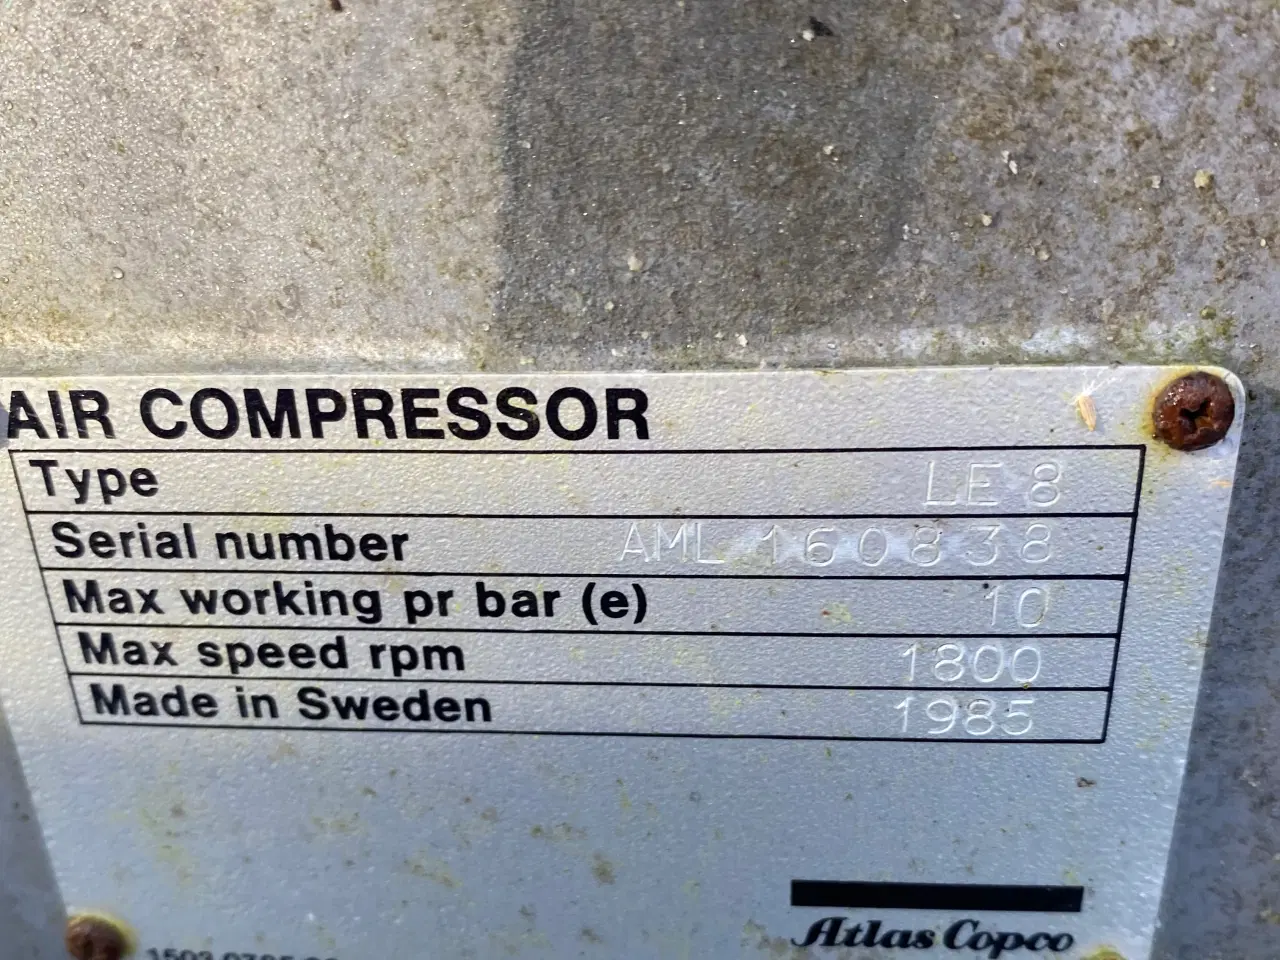 AIR COMPRESSOR
Type LE 8
Serial number AML 160838
Max working pr bar (e) 10
Max speed rpm 1800
Made in Sweden 1985
Atlas Copco